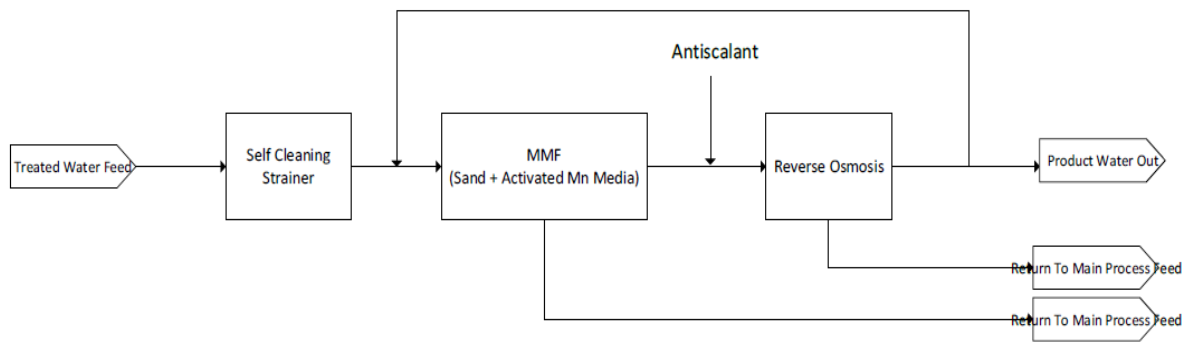 Antiscalant
Treated Water Feed
Self Cleaning
Strainer
MMF
(Sand + Activated Mn Media)
Reverse Osmosis
Product Water Out
Return To Main Process Feed
Return To Main Process Feed